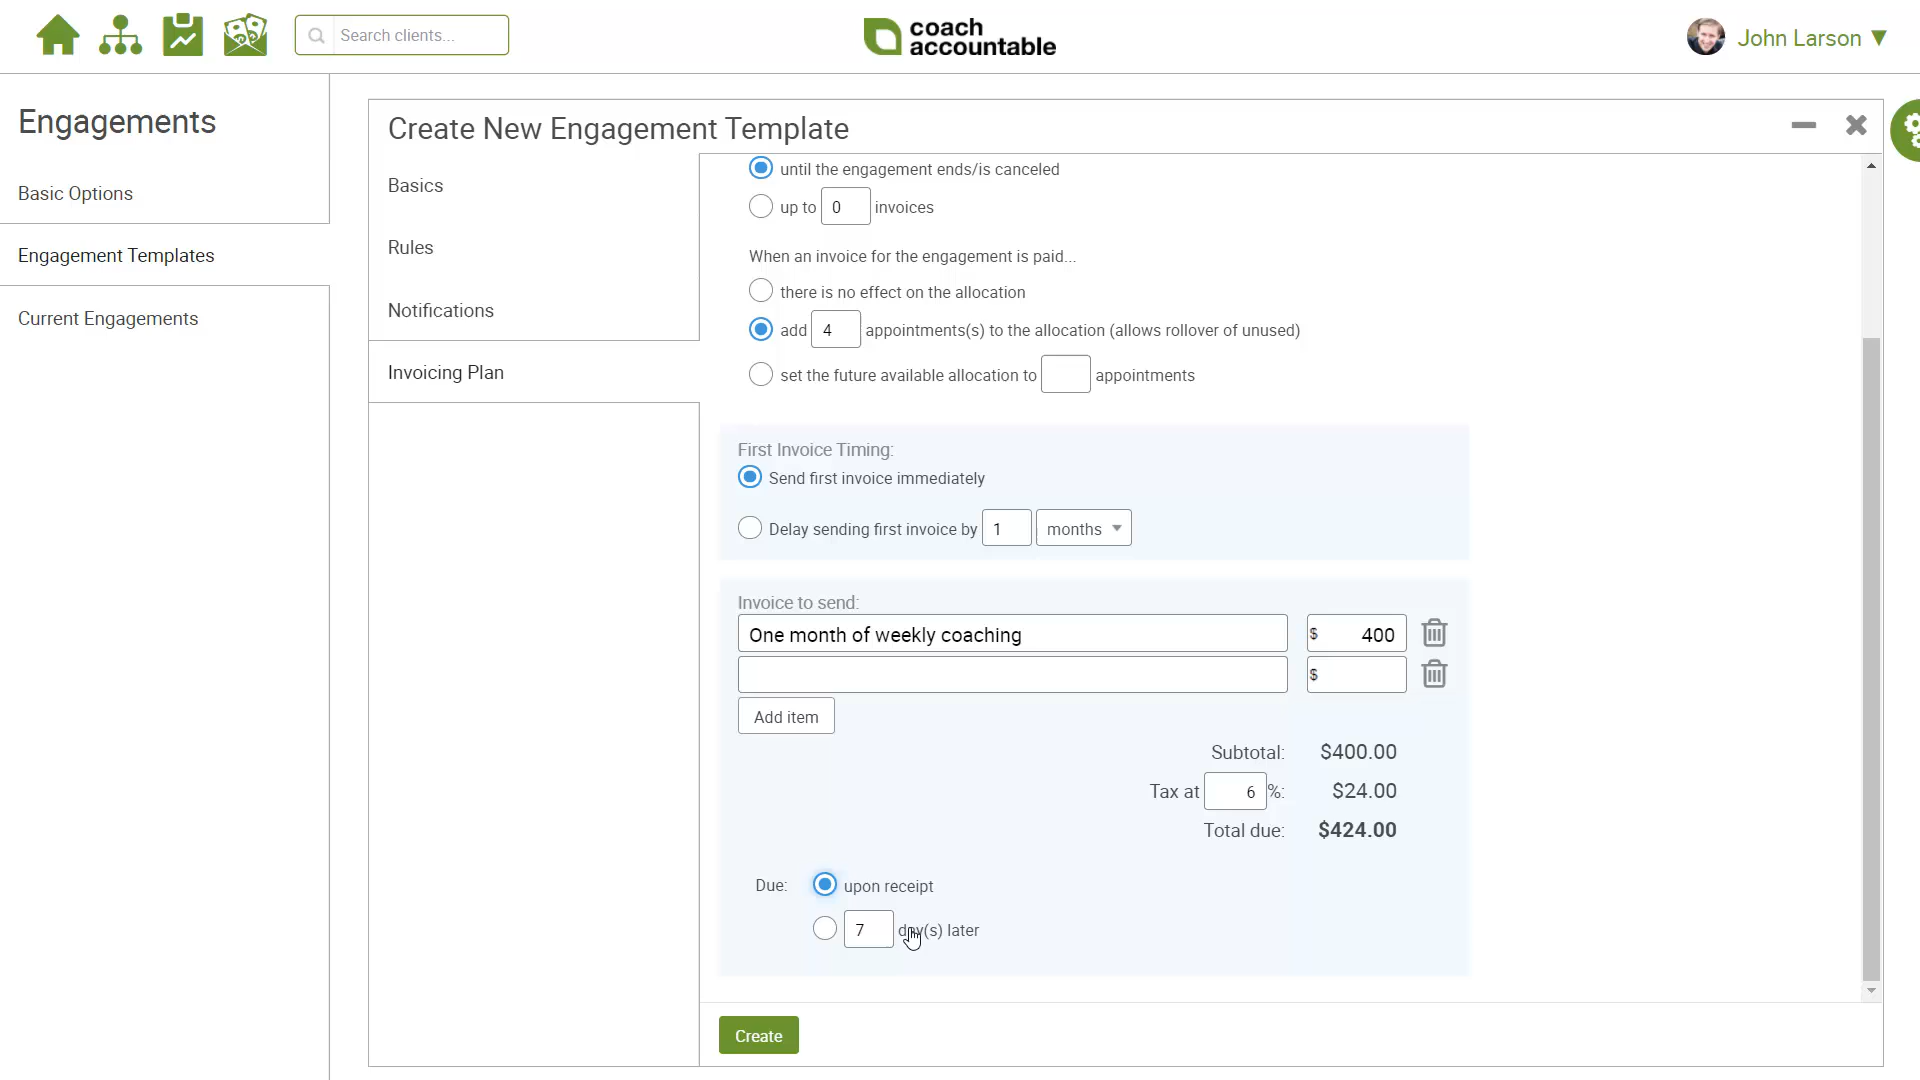 Search clients...
coach
accountable
John Larson
Engagements
Basic Options
Engagement Templates
Current Engagements
Create New Engagement Template
Basics
Rules
Notifications
Invoicing Plan
until the engagement ends/is canceled
up to 0 invoices
When an invoice for the engagement is paid...
there is no effect on the allocation
add 4 appointments(s) to the allocation (allows rollover of unused)
set the future available allocation to appointments
First Invoice Timing:
Send first invoice immediately
Delay sending first invoice by 1 months
Invoice to send:
One month of weekly coaching $ 400
$
Add item
Subtotal: $400.00
Tax at 6 %: $24.00
Total due: $424.00
Due: upon receipt
7 day(s) later
Create